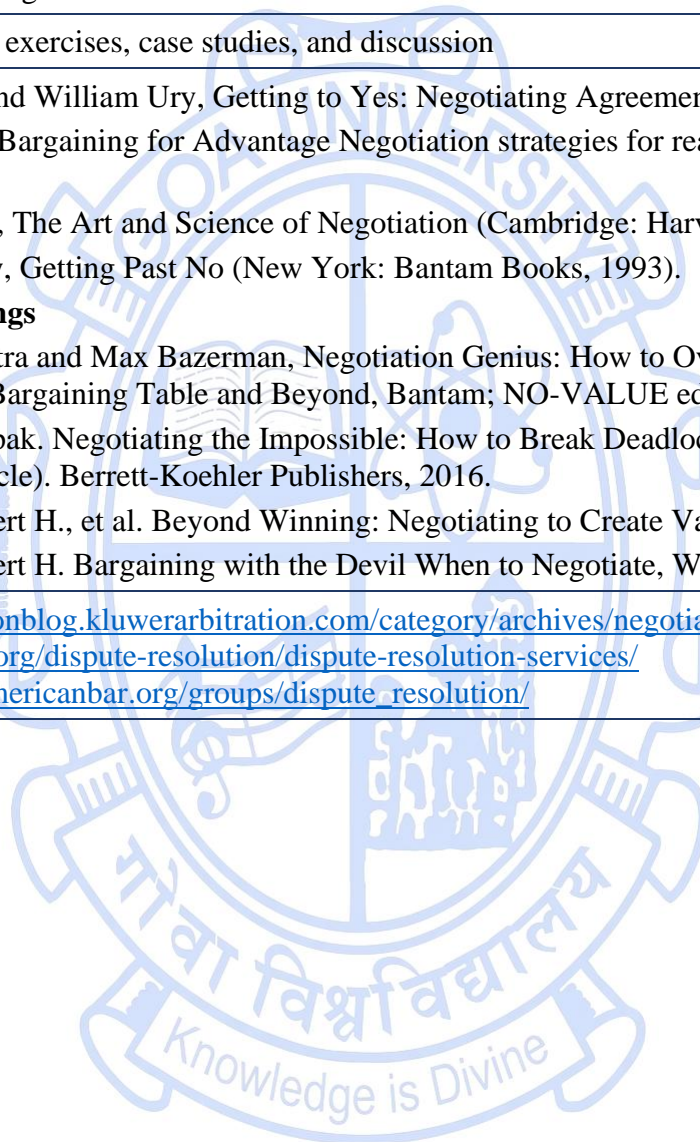 exercises, case studies, and discussion
nd William Ury, Getting to Yes: Negotiating Agreemen
Bargaining for Advantage Negotiation strategies for rea
, The Art and Science of Negotiation (Cambridge: Harv
y, Getting Past No (New York: Bantam Books, 1993).
ngs
tra and Max Bazerman, Negotiation Genius: How to Ov
Bargaining Table and Beyond, Bantam; NO-VALUE ed
pak. Negotiating the Impossible: How to Break Deadloc
cle). Berrett-Koehler Publishers, 2016.
ert H., et al. Beyond Winning: Negotiating to Create Va
ert H. Bargaining with the Devil When to Negotiate, W
onblog.kluwerarbitration.com/category/archives/negotia
org/dispute-resolution/dispute-resolution-services/
mericanbar.org/groups/dispute_resolution/
GOA UNIVERSITY
गोंवा विश्वविद्यालय
Knowledge is Divine